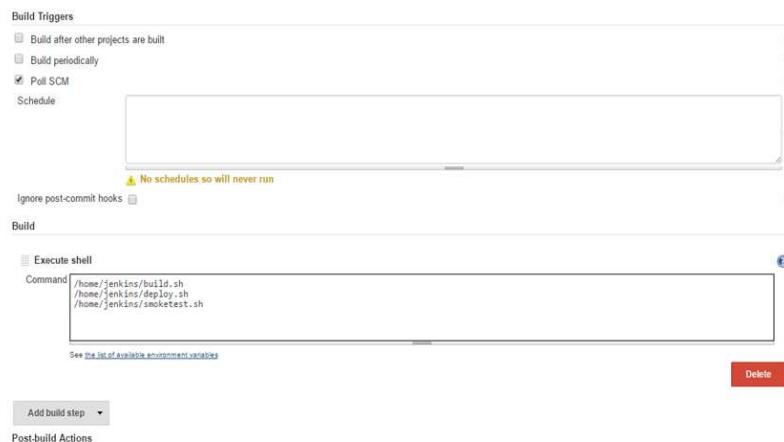 Build Triggers
Build after other projects are built
Build periodically
Poll SCM
Schedule
No schedules so will never run
Ignore post-commit hooks
Build
Execute shell
Command
/home/jenkins/build.sh
/home/jenkins/deploy.sh
/home/jenkins/smoketest.sh
See the list of available environment variables
Delete
Add build step
Post-build Actions